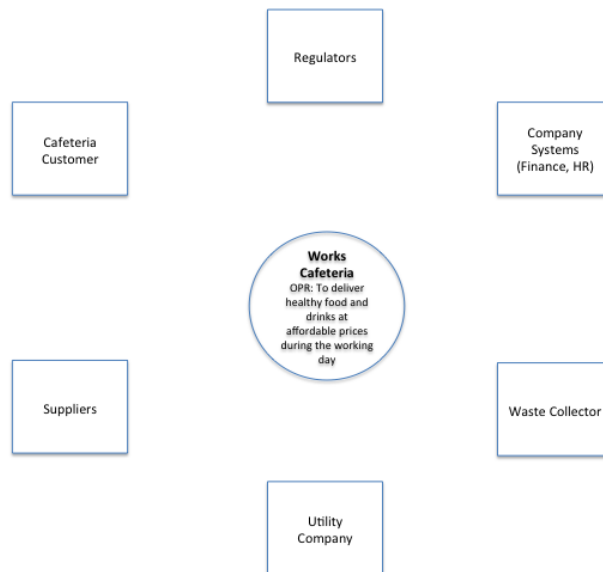 Regulators
Cafeteria
Customer
Company
Systems
(Finance, HR)
Works
Cafeteria
OPR: To deliver
healthy food and
drinks at
affordable prices
during the working
day
Suppliers
Waste Collector
Utility
Company